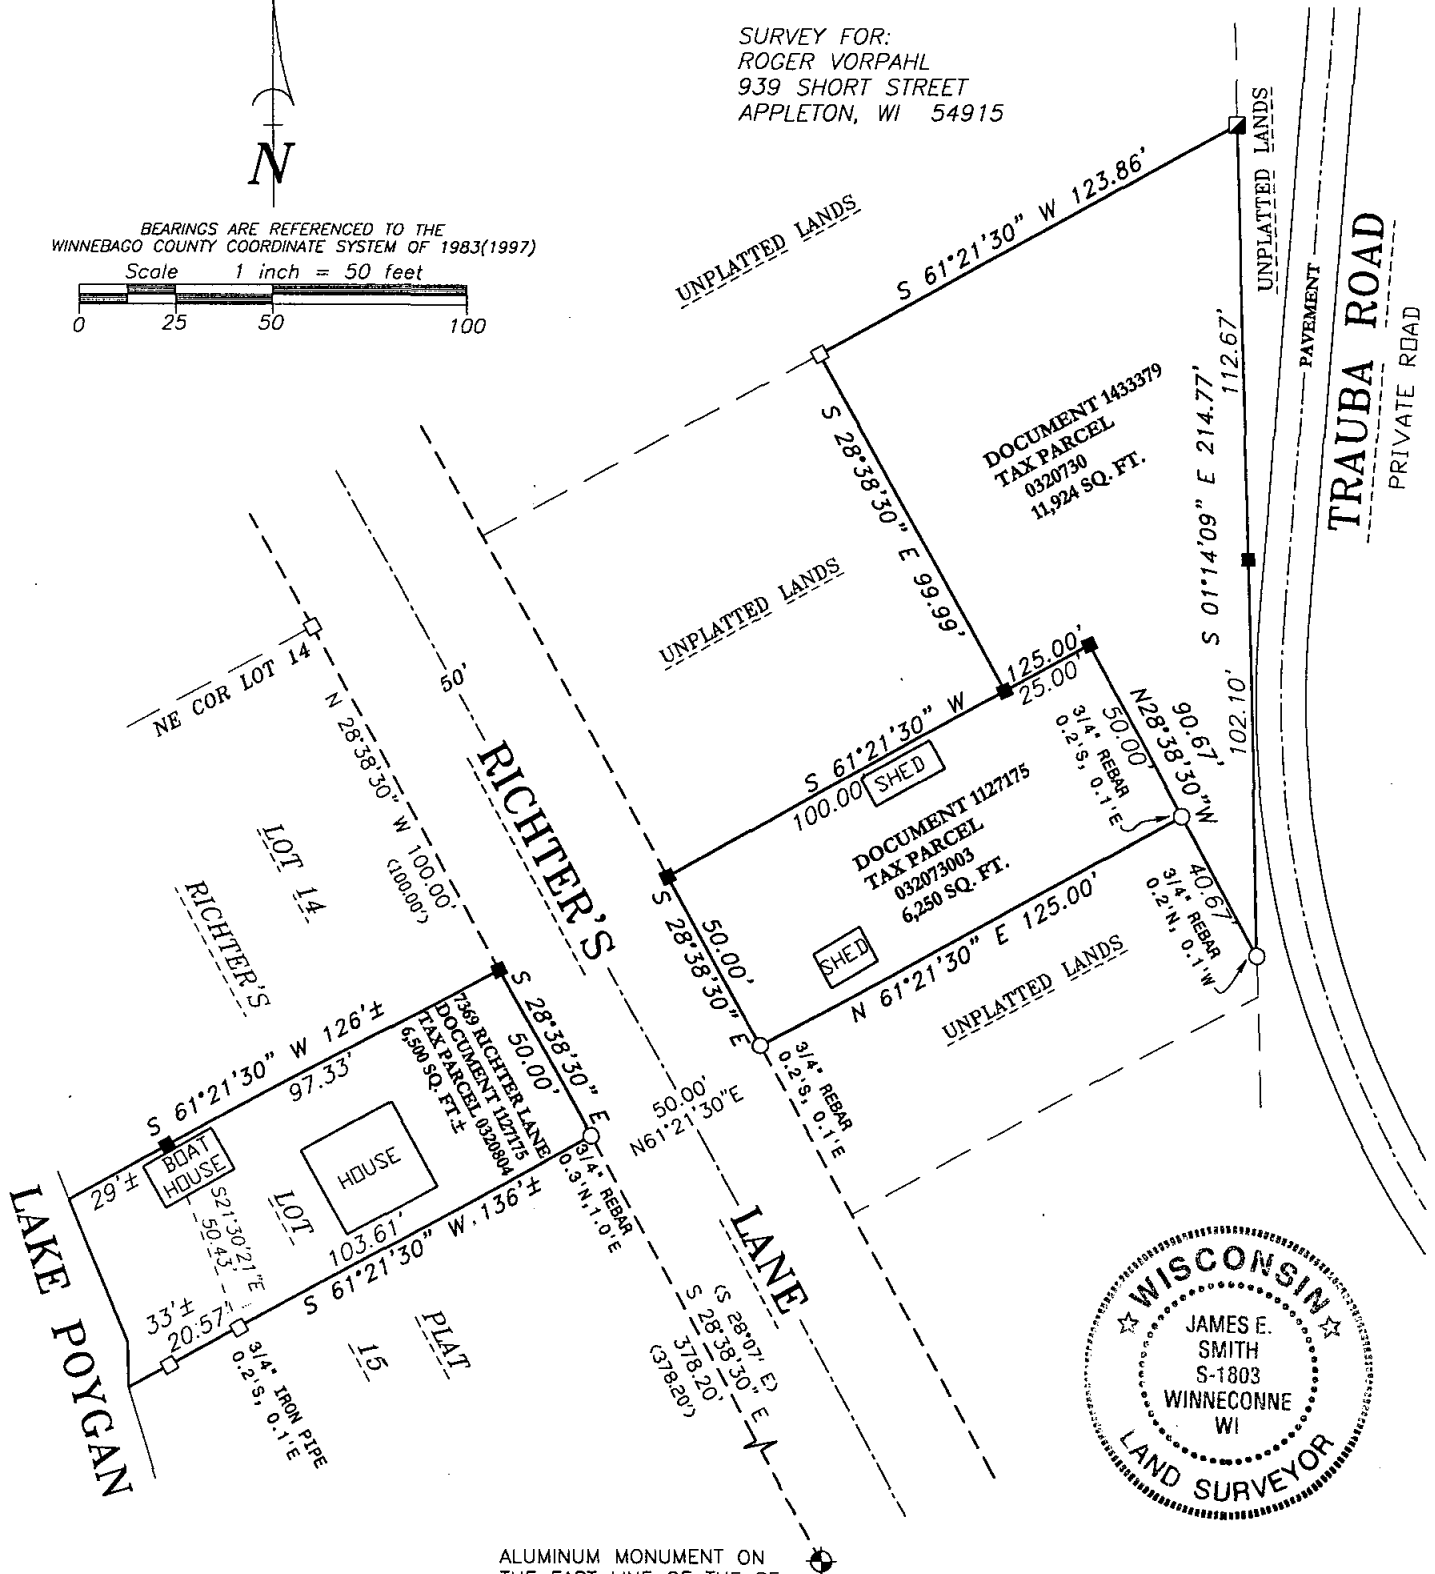 SURVEY FOR:
ROGER VORPAHL
939 SHORT STREET
APPLETON, WI 54915
N
BEARINGS ARE REFERENCED TO THE
WINNEBAGO COUNTY COORDINATE SYSTEM OF 1983(1997)
Scale 1 inch = 50 feet
0 25 50 100
UNPLATTED LANDS
S 61°21'30" W 123.86'
UNPLATTED LANDS
PAVEMENT
TRAUBA ROAD
PRIVATE ROAD
S 01°14'09" E 214.77'
112.67'
102.10'
DOCUMENT 1433379
TAX PARCEL
0320730
11,924 SQ. FT.
S 28°38'30" E 99.99'
UNPLATTED LANDS
NE COR LOT 14
50'
N 28°38'30" W 100.00'
(100.00')
125.00'
25.00'
S 61°21'30" W
100.00'
SHED
90.67'
N28°38'30"W
50.00'
3/4" REBAR
0.2'S, 0.1'E
DOCUMENT 1127175
TAX PARCEL
032073003
6,250 SQ. FT.
SHED
40.67'
3/4" REBAR
0.2'N, 0.1'W
50.00'
S 28°38'30" E
N 61°21'30" E 125.00'
UNPLATTED LANDS
3/4" REBAR
0.2'S, 0.1'E
RICHTER'S
LANE
LOT 14
RICHTER'S
S 61°21'30" W 126'±
97.33'
S 28°38'30" E
50.00'
7369 RICHTER LANE
DOCUMENT 1127175
TAX PARCEL 0320804
6,500 SQ. FT.±
50.00'
N61°21'30"E
3/4" REBAR
0.3'N, 1.0'E
BOAT
HOUSE
29'±
HOUSE
LOT
S21°30'21"E
50.43'
103.61'
S 61°21'30" W 136'±
33'±
20.57'
3/4" IRON PIPE
0.2'S, 0.1'E
15
PLAT
LAKE POYGAN
(S 28°07' E)
S 28°38'30" E
378.20'
(378.20')
WISCONSIN
JAMES E.
SMITH
S-1803
WINNECONNE
WI
LAND SURVEYOR
ALUMINUM MONUMENT ON